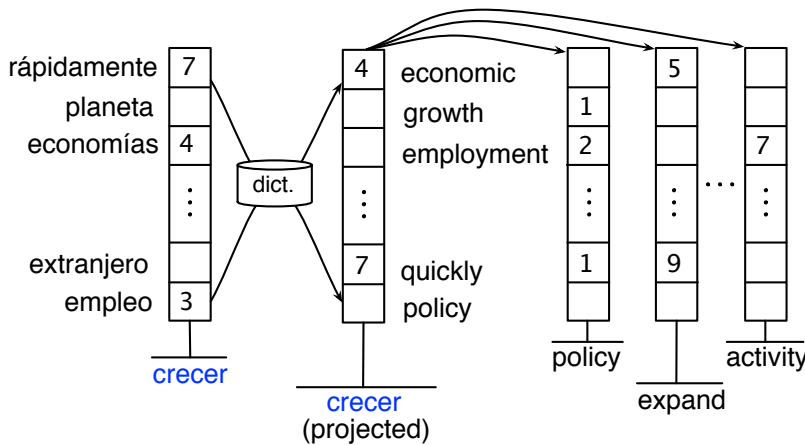 rápidamente 7 4 economic 5
planeta growth 1
economías 4 employment 2 7
dict.
extranjero 7 quickly 1 9
empleo 3 policy
crecer policy activity
crecer expand
(projected)